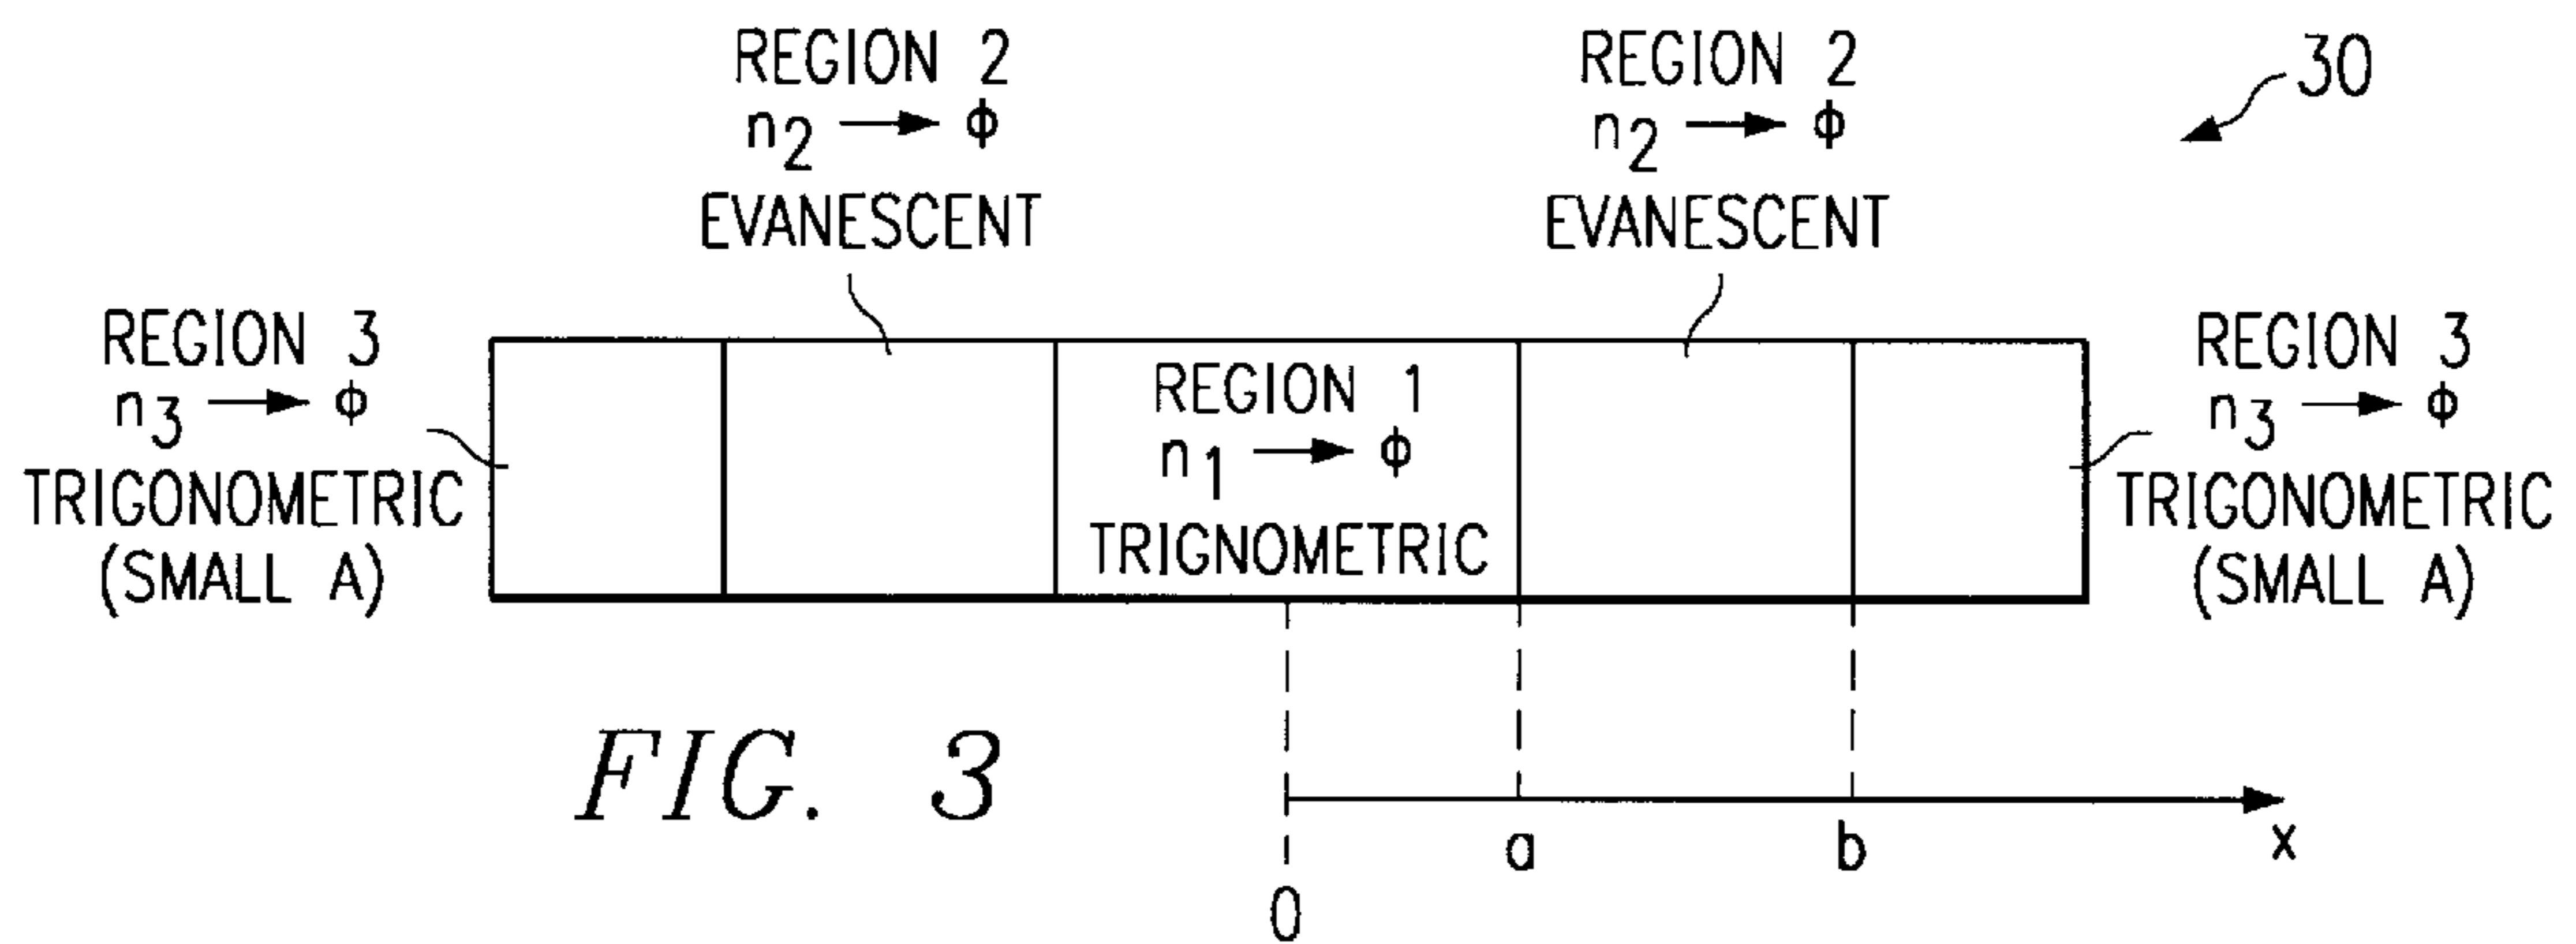 REGION 2
n2 → ϕ
EVANESCENT
REGION 2
n2 → ϕ
EVANESCENT
30
REGION 3
n3 → ϕ
TRIGONOMETRIC
(SMALL A)
REGION 1
n1 → ϕ
TRIGNOMETRIC
REGION 3
n3 → ϕ
TRIGONOMETRIC
(SMALL A)
FIG. 3
a
b
x
0